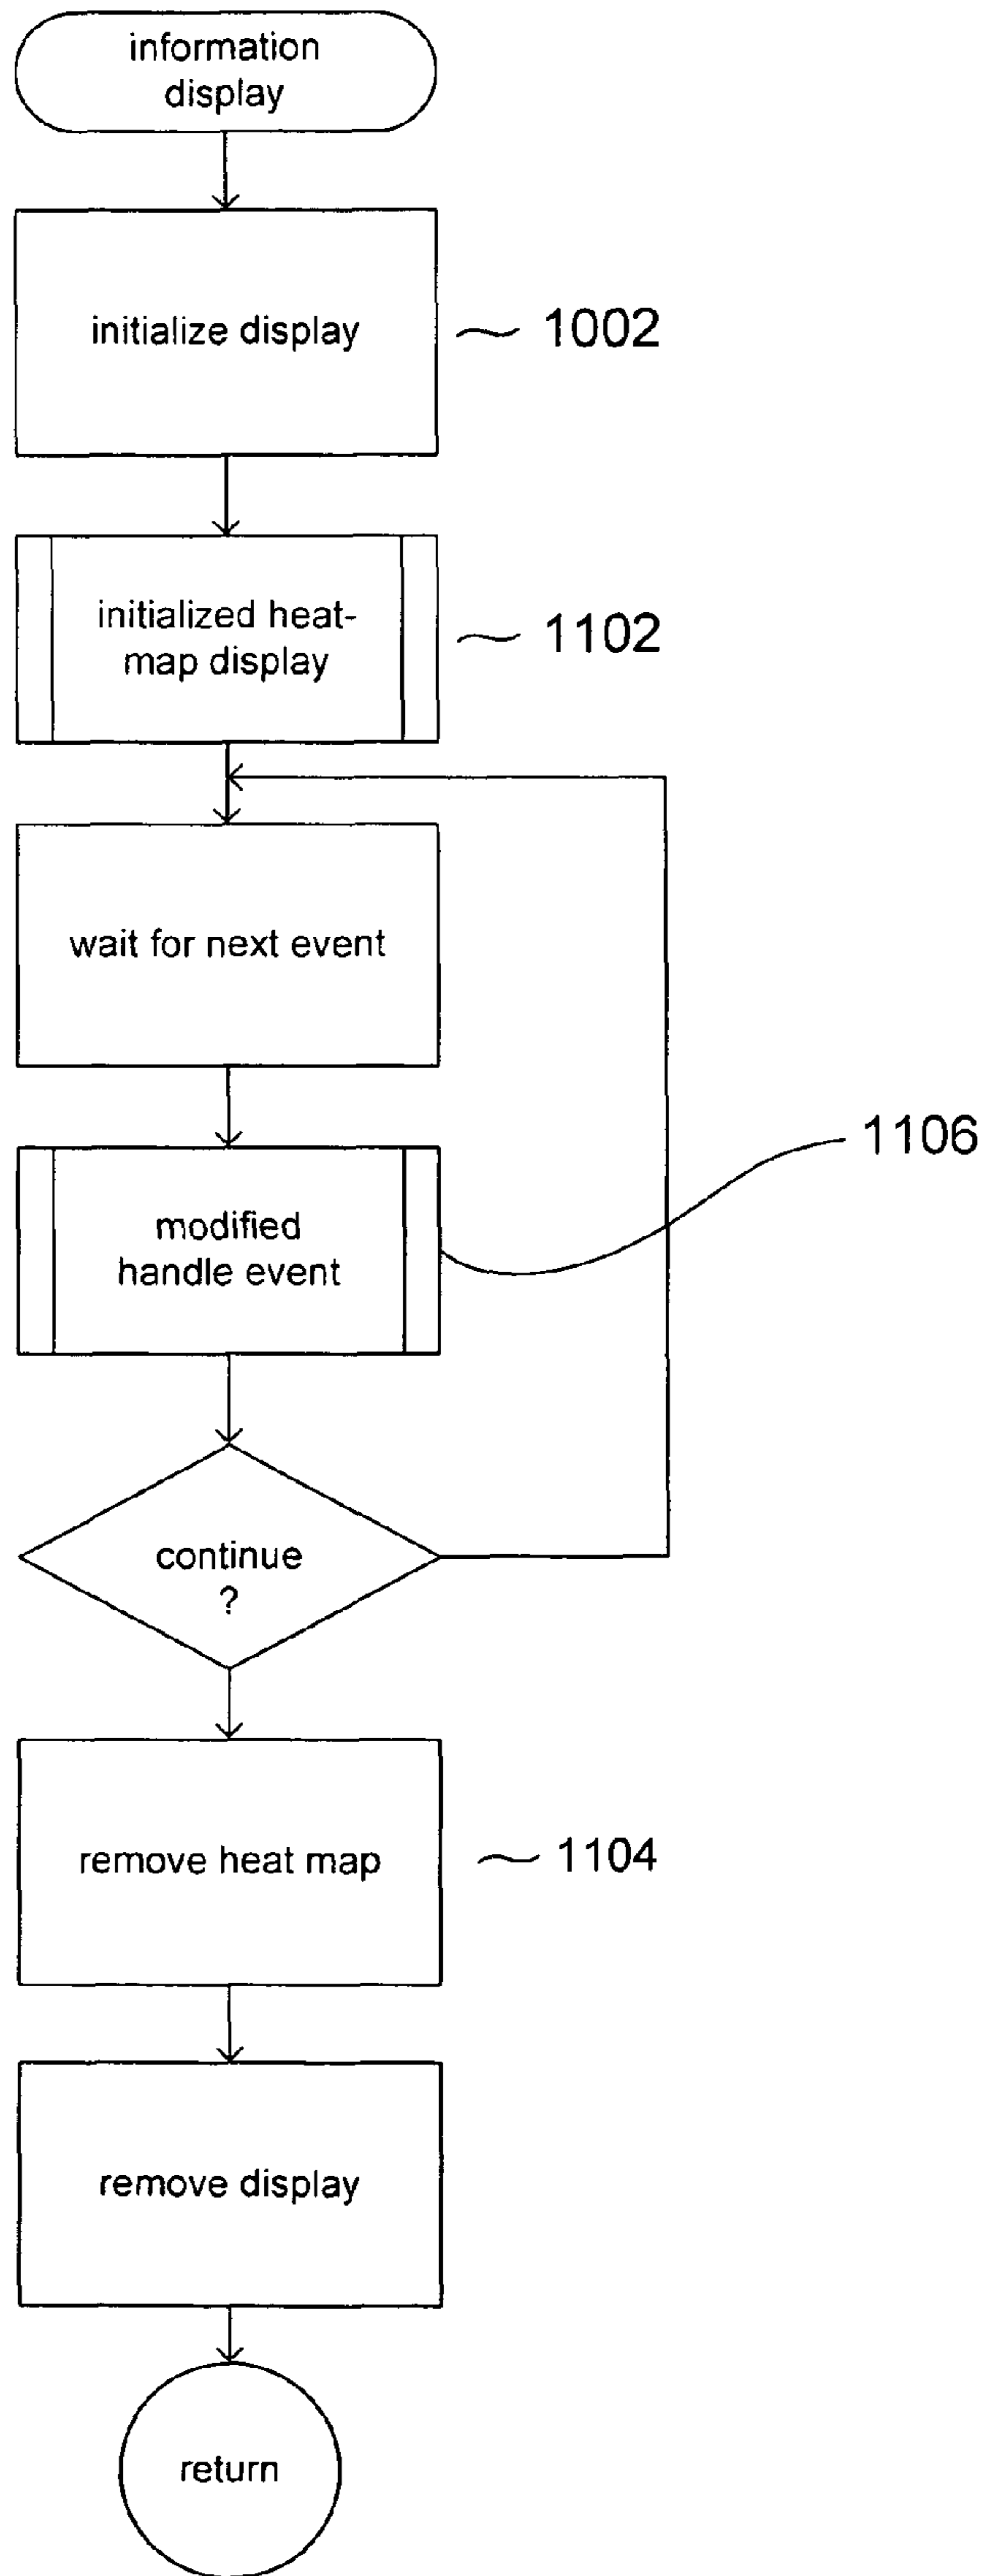 information
display
initialize display
1002
initialized heat-
map display
1102
wait for next event
modified
handle event
1106
continue
?
remove heat map
1104
remove display
return